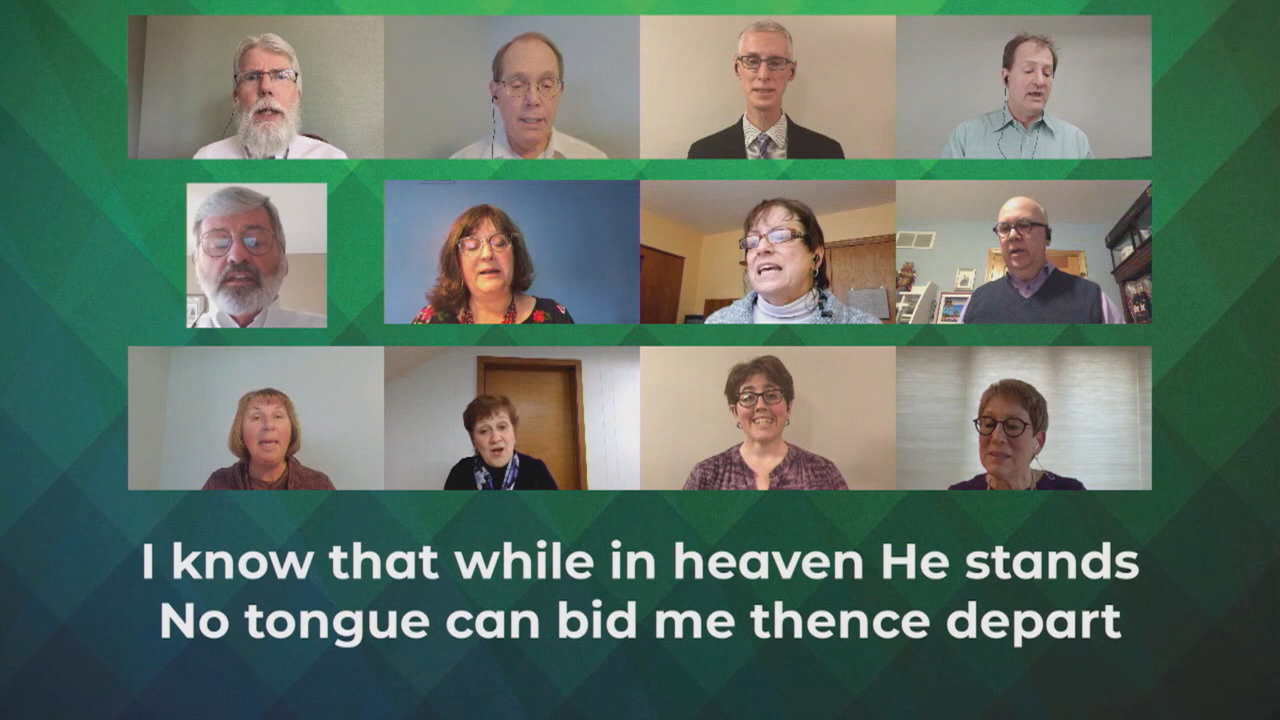 I know that while in heaven He stands
No tongue can bid me thence depart